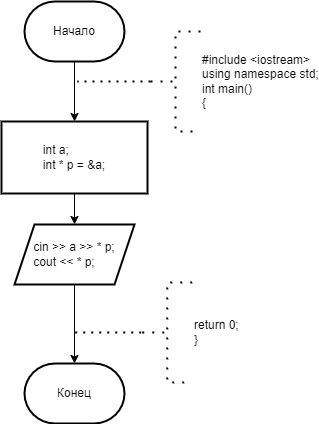 Начало
#include <iostream>
using namespace std;
int main()
{
int a;
int * p = &a;
cin >> a >> * p;
cout << * p;
return 0;
}
Конец